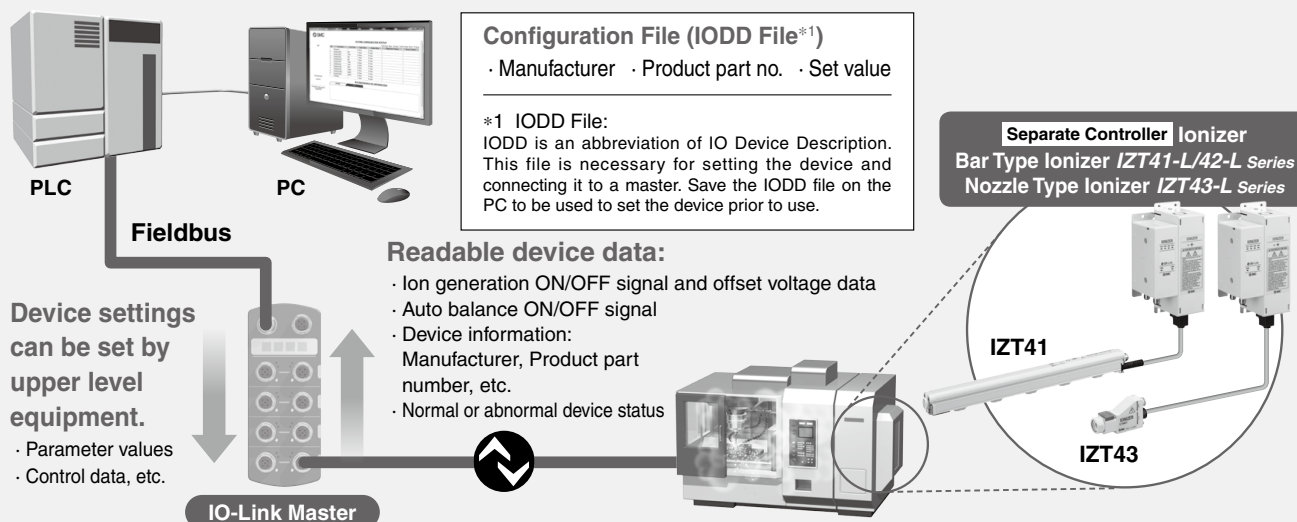 PLC
PC
Fieldbus
Configuration File (IODD File*1)
· Manufacturer · Product part no. · Set value
*1 IODD File:
IODD is an abbreviation of IO Device Description.
This file is necessary for setting the device and
connecting it to a master. Save the IODD file on the
PC to be used to set the device prior to use.
Separate Controller Ionizer
Bar Type Ionizer IZT41-L/42-L Series
Nozzle Type Ionizer IZT43-L Series
Device settings
can be set by
upper level
equipment.
· Parameter values
· Control data, etc.
IO-Link Master
Readable device data:
· Ion generation ON/OFF signal and offset voltage data
· Auto balance ON/OFF signal
· Device information:
Manufacturer, Product part
number, etc.
· Normal or abnormal device status
IZT41
IZT43